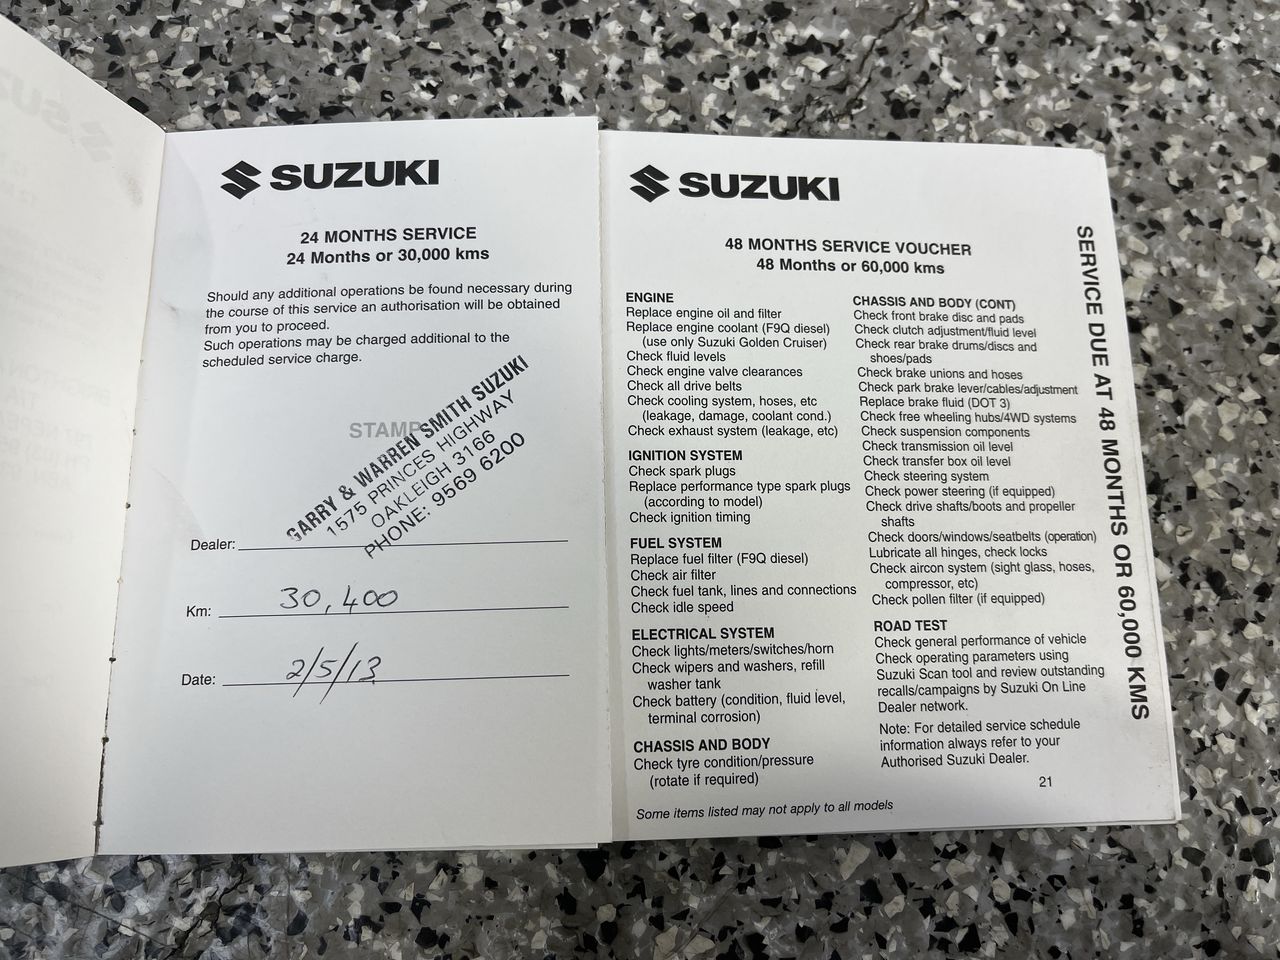 SUZUKI
24 MONTHS SERVICE
24 Months or 30,000 kms
Should any additional operations be found necessary during
the course of this service an authorisation will be obtained
from you to proceed.
Such operations may be charged additional to the
scheduled service charge.
STAMP
GARRY & WARREN SMITH SUZUKI
1575 PRINCES HIGHWAY
OAKLEIGH 3166
PHONE: 9569 6200
Dealer:
Km: 30,400
Date: 2/5/13
SUZUKI
48 MONTHS SERVICE VOUCHER
48 Months or 60,000 kms
ENGINE
Replace engine oil and filter
Replace engine coolant (F9Q diesel)
(use only Suzuki Golden Cruiser)
Check fluid levels
Check engine valve clearances
Check all drive belts
Check cooling system, hoses, etc
(leakage, damage, coolant cond.)
Check exhaust system (leakage, etc)
IGNITION SYSTEM
Check spark plugs
Replace performance type spark plugs
(according to model)
Check ignition timing
FUEL SYSTEM
Replace fuel filter (F9Q diesel)
Check air filter
Check fuel tank, lines and connections
Check idle speed
ELECTRICAL SYSTEM
Check lights/meters/switches/horn
Check wipers and washers, refill
washer tank
Check battery (condition, fluid level,
terminal corrosion)
CHASSIS AND BODY
Check tyre condition/pressure
(rotate if required)
Some items listed may not apply to all models
CHASSIS AND BODY (CONT)
Check front brake disc and pads
Check clutch adjustment/fluid level
Check rear brake drums/discs and
shoes/pads
Check brake unions and hoses
Check park brake lever/cables/adjustment
Replace brake fluid (DOT 3)
Check free wheeling hubs/4WD systems
Check suspension components
Check transmission oil level
Check transfer box oil level
Check steering system
Check power steering (if equipped)
Check drive shafts/boots and propeller
shafts
Check doors/windows/seatbelts (operation)
Lubricate all hinges, check locks
Check aircon system (sight glass, hoses,
compressor, etc)
Check pollen filter (if equipped)
ROAD TEST
Check general performance of vehicle
Check operating parameters using
Suzuki Scan tool and review outstanding
recalls/campaigns by Suzuki On Line
Dealer network.
Note: For detailed service schedule
information always refer to your
Authorised Suzuki Dealer.
21
SERVICE DUE AT 48 MONTHS OR 60,000 KMS